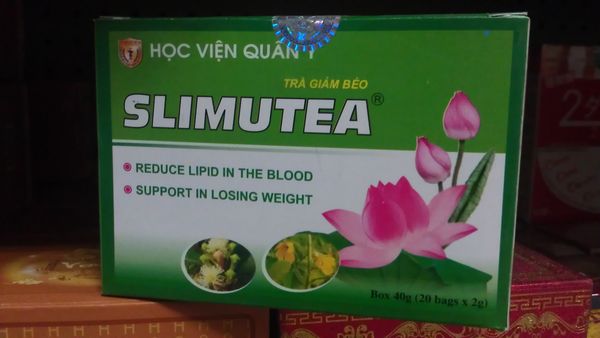 HỌC VIỆN QUÂN Y
TRÀ GIẢM BÉO
SLIMUTEA®
REDUCE LIPID IN THE BLOOD
SUPPORT IN LOSING WEIGHT
Box 40g (20 bags x 2g)